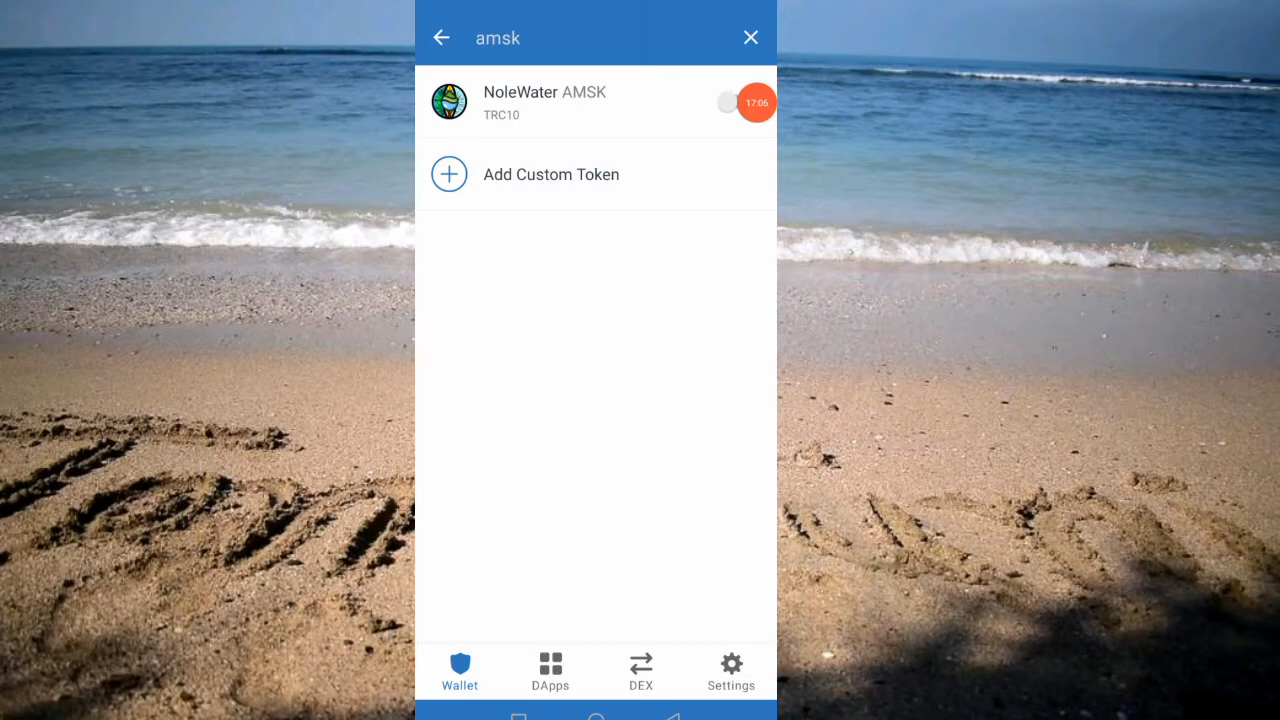 amsk
NoleWater AMSK
TRC10
17:06
Add Custom Token
Wallet
DApps
DEX
Settings